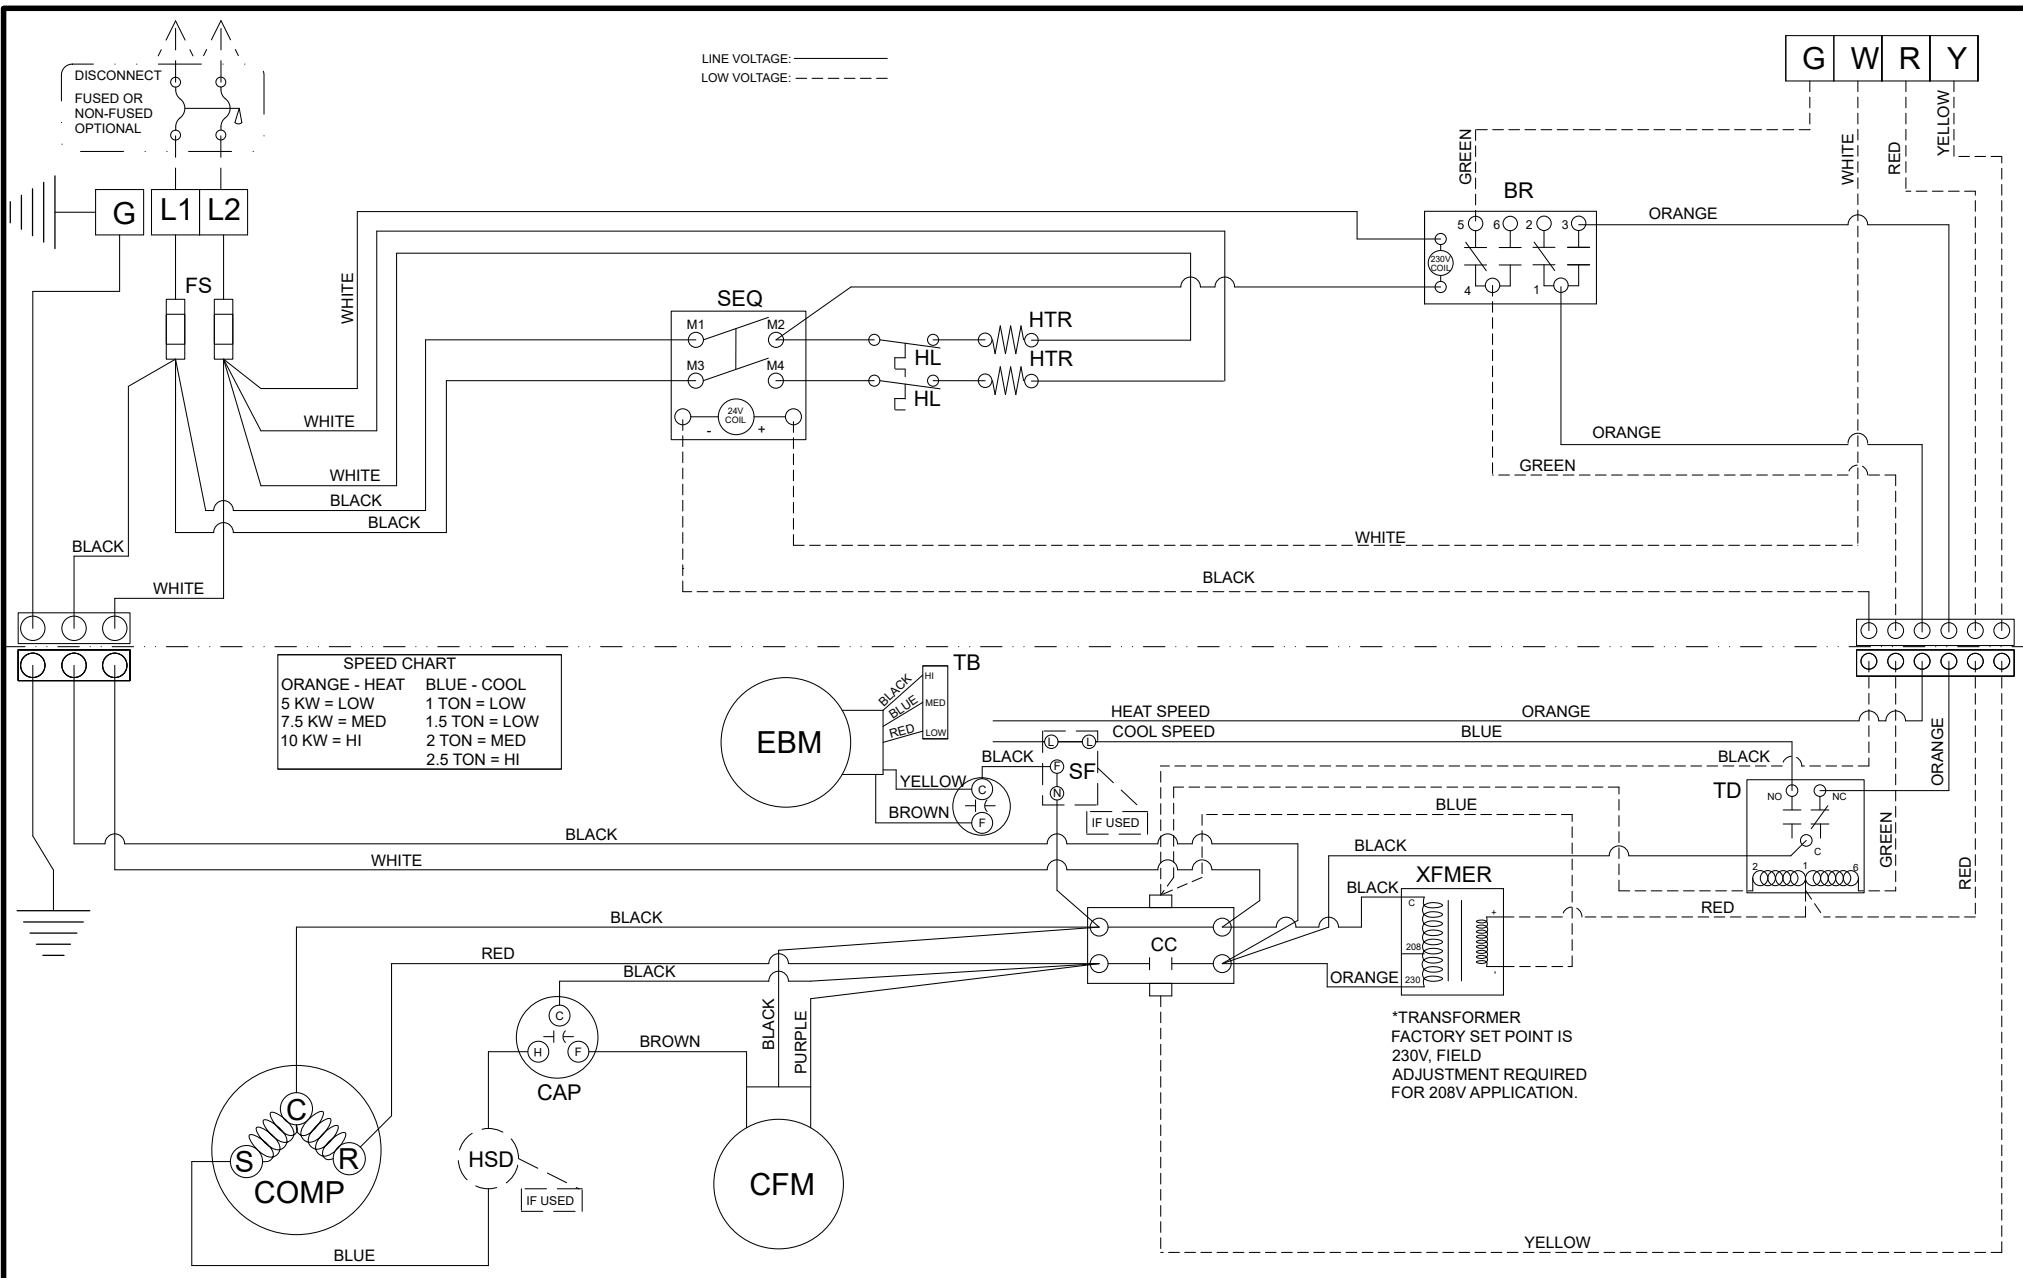 DISCONNECT
FUSED OR
NON-FUSED
OPTIONAL
LINE VOLTAGE:
LOW VOLTAGE:
G W R Y
GREEN
WHITE
RED
YELLOW
G L1 L2
FS
WHITE
WHITE
WHITE
BLACK
BLACK
BLACK
WHITE
SEQ
M1 M2
M3 M4
24V
COIL
- +
HL
HTR
HL
HTR
BR
5 6 2 3
230V
COIL
4 1
ORANGE
ORANGE
GREEN
WHITE
BLACK
SPEED CHART
ORANGE - HEAT BLUE - COOL
5 KW = LOW 1 TON = LOW
7.5 KW = MED 1.5 TON = LOW
10 KW = HI 2 TON = MED
2.5 TON = HI
EBM
BLACK
BLUE
RED
TB
HI
MED
LOW
YELLOW
BROWN
C
F
BLACK
HEAT SPEED
COOL SPEED
L L
F
SF
N
IF USED
ORANGE
BLUE
BLACK
BLUE
BLACK
ORANGE
TD
NO NC
C
2 1 6
GREEN
RED
RED
BLACK
WHITE
BLACK
RED
BLACK
CC
BLACK
ORANGE
XFMER
C
208
230
+
-
*TRANSFORMER
FACTORY SET POINT IS
230V, FIELD
ADJUSTMENT REQUIRED
FOR 208V APPLICATION.
C
H F
CAP
BROWN
BLACK
PURPLE
C
S R
COMP
HSD
IF USED
CFM
BLUE
YELLOW